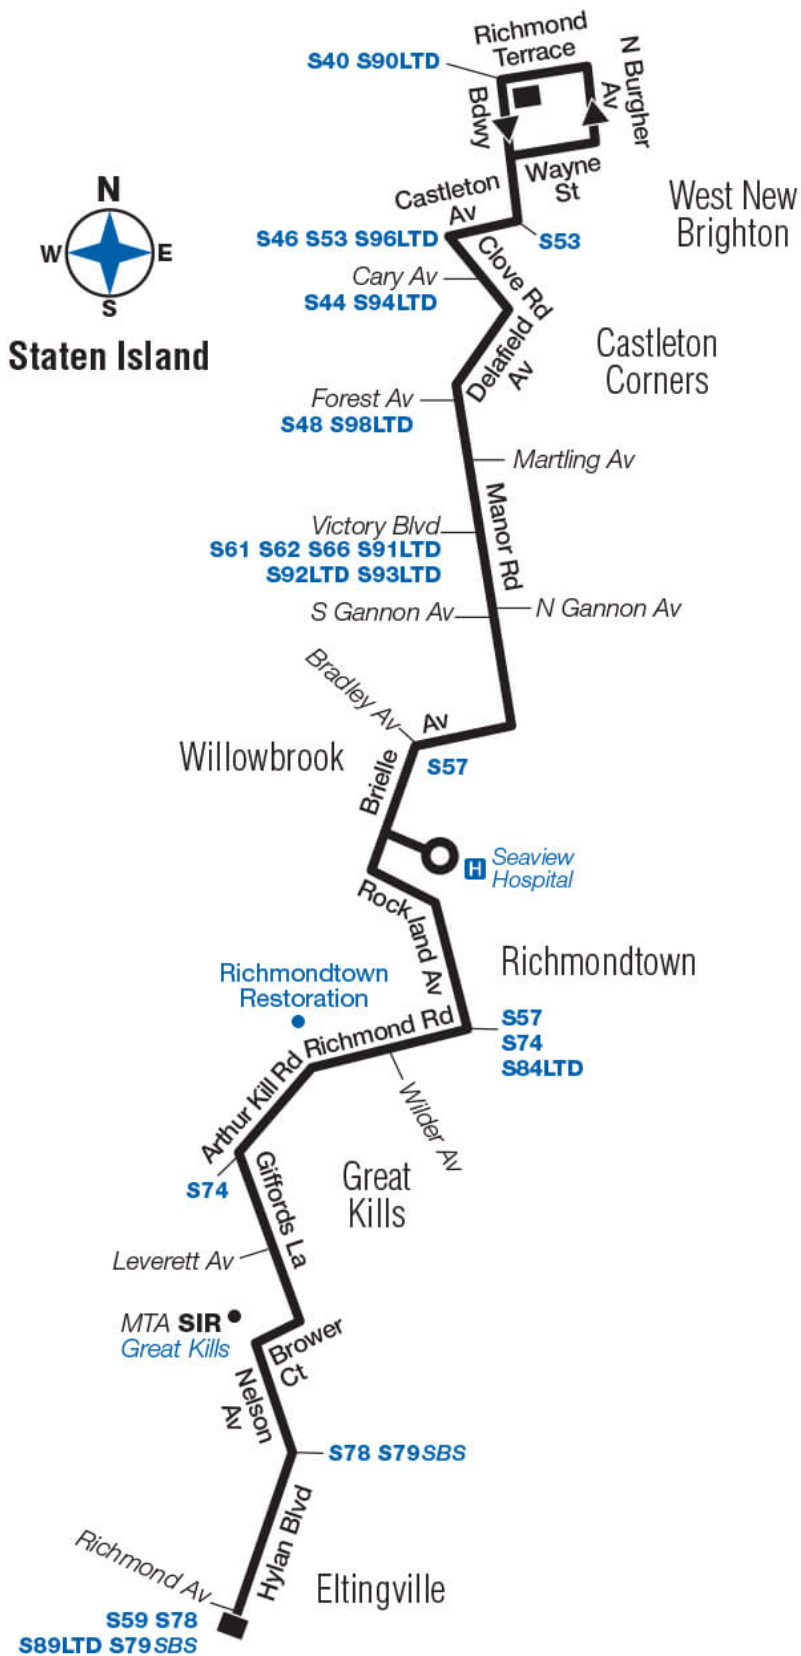 Richmond
Terrace
S40 S90LTD
N Burgher
Av
Bdwy
Wayne
St
Castleton
Av
West New
Brighton
N
W E
S
Staten Island
S46 S53 S96LTD
S53
Clove Rd
Cary Av
S44 S94LTD
Delafield
Av
Castleton
Corners
Forest Av
S48 S98LTD
Martling Av
Manor Rd
Victory Blvd
S61 S62 S66 S91LTD
S92LTD S93LTD
S Gannon Av
N Gannon Av
Bradley Av
Av
Willowbrook
S57
Brielle
H
Seaview
Hospital
Rockland Av
Richmondtown
Richmondtown
Restoration
Richmond Rd
S57
S74
S84LTD
Arthur Kill Rd
Wilder Av
S74
Giffords La
Great
Kills
Leverett Av
MTA SIR
Great Kills
Brower
Ct
Nelson
Av
S78 S79SBS
Hylan Blvd
Richmond Av
Eltingville
S59 S78
S89LTD S79SBS